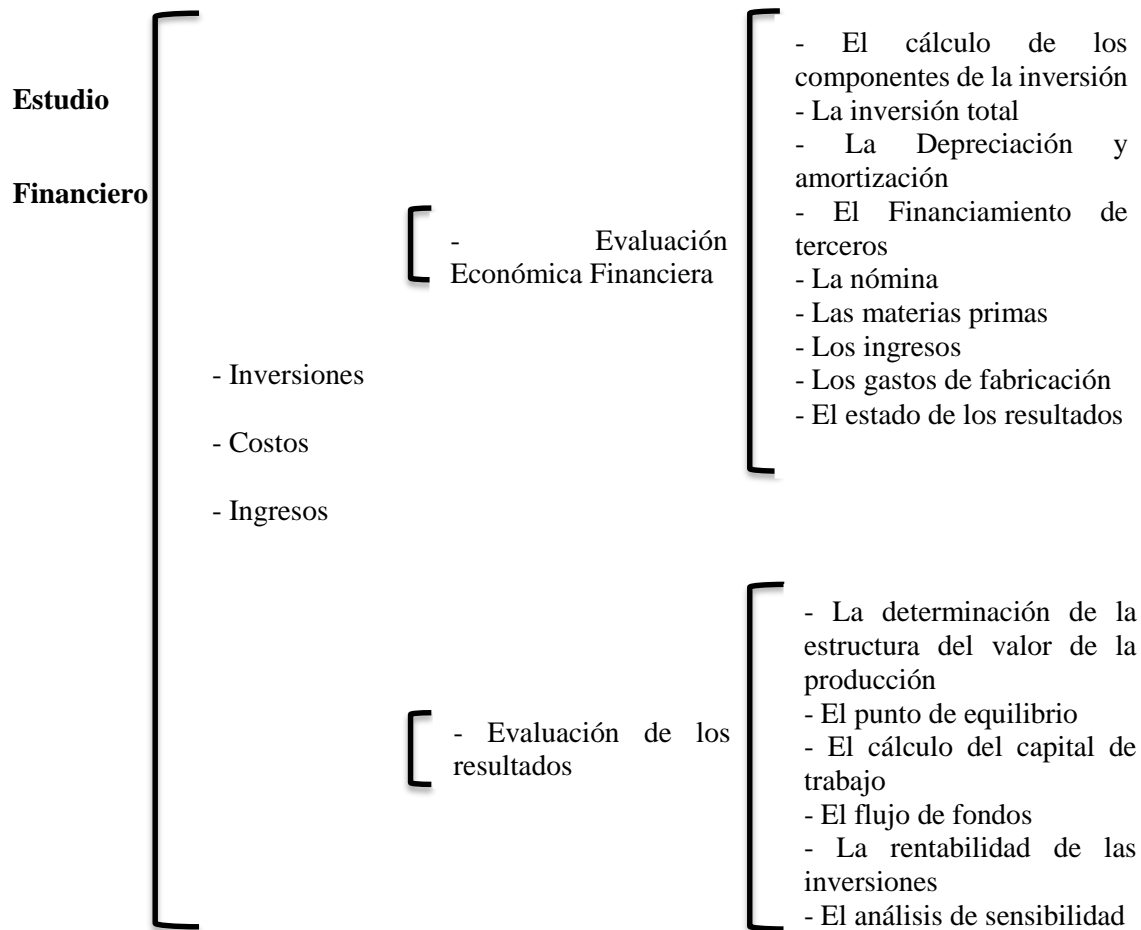 Estudio
Financiero
- Inversiones
- Costos
- Ingresos
- Evaluación
Económica Financiera
- El cálculo de los
componentes de la inversión
- La inversión total
- La Depreciación y
amortización
- El Financiamiento de
terceros
- La nómina
- Las materias primas
- Los ingresos
- Los gastos de fabricación
- El estado de los resultados
- Evaluación de los
resultados
- La determinación de la
estructura del valor de la
producción
- El punto de equilibrio
- El cálculo del capital de
trabajo
- El flujo de fondos
- La rentabilidad de las
inversiones
- El análisis de sensibilidad